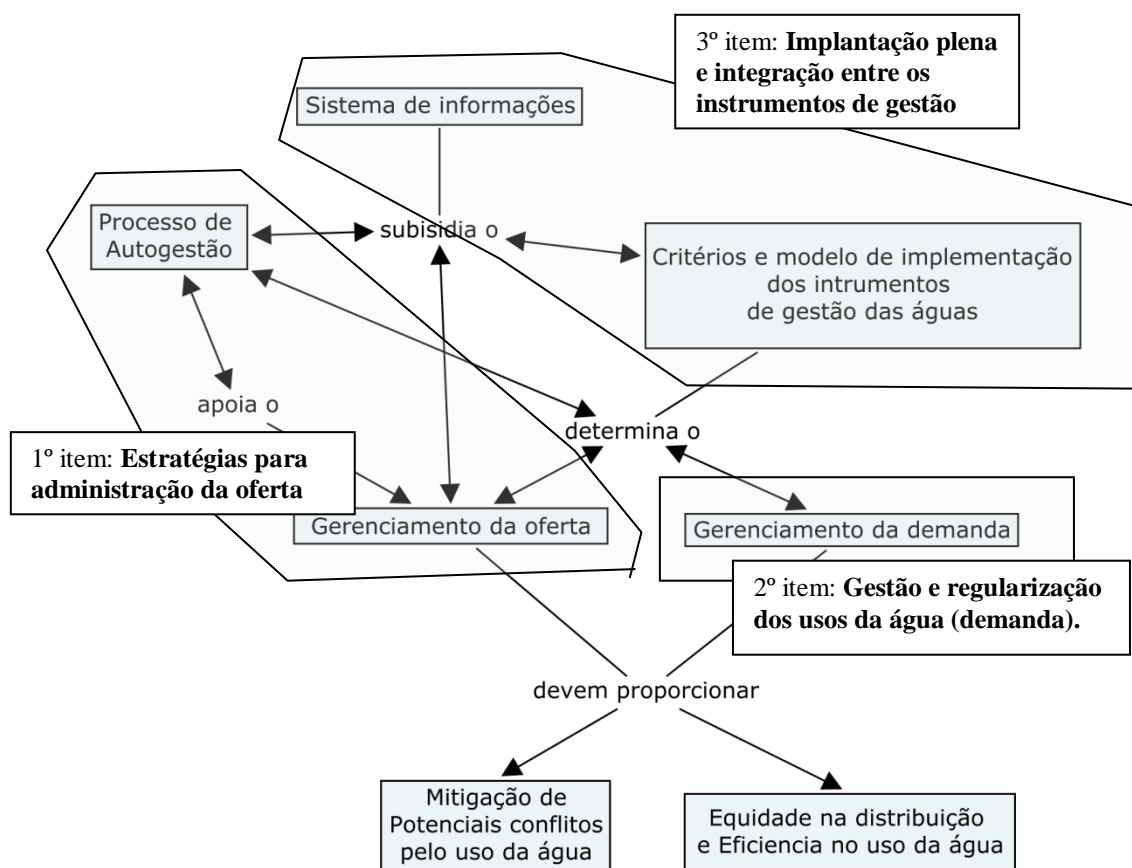 3º item: Implantação plena
e integração entre os
instrumentos de gestão
Sistema de informações
Processo de
Autogestão
subisidia o
Critérios e modelo de implementação
dos intrumentos
de gestão das águas
apoia o
determina o
1º item: Estratégias para
administração da oferta
Gerenciamento da oferta
Gerenciamento da demanda
2º item: Gestão e regularização
dos usos da água (demanda).
devem proporcionar
Mitigação de
Potenciais conflitos
pelo uso da água
Equidade na distribuição
e Eficiencia no uso da água